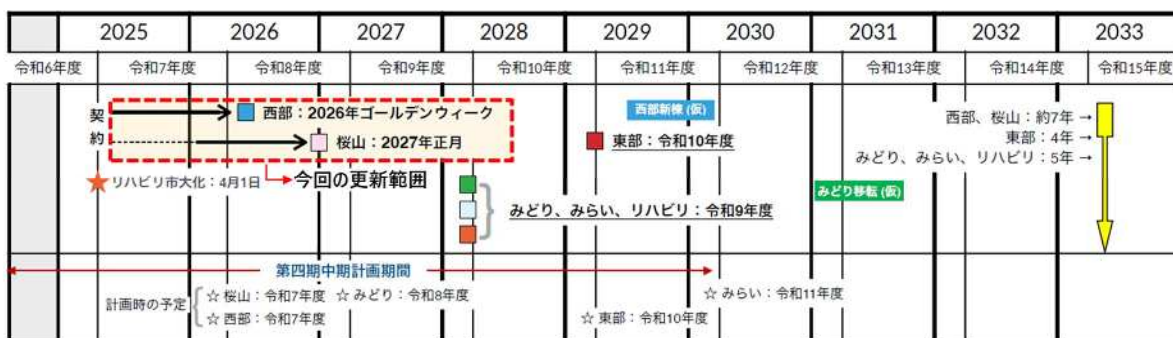 2025 2026 2027 2028 2029 2030 2031 2032 2033
令和6年度 令和7年度 令和8年度 令和9年度 令和10年度 令和11年度 令和12年度 令和13年度 令和14年度 令和15年度
契約
西部：2026年ゴールデンウィーク
桜山：2027年正月
リハビリ市大化：4月1日
今回の更新範囲
西部新棟(仮)
東部：令和10年度
みどり、みらい、リハビリ：令和9年度
みどり移転(仮)
西部、桜山：約7年→
東部：4年→
みどり、みらい、リハビリ：5年→
第四期中期計画期間
計画時の予定
☆ 桜山：令和7年度
☆ 西部：令和7年度
☆ みどり：令和8年度
☆ 東部：令和10年度
☆ みらい：令和11年度